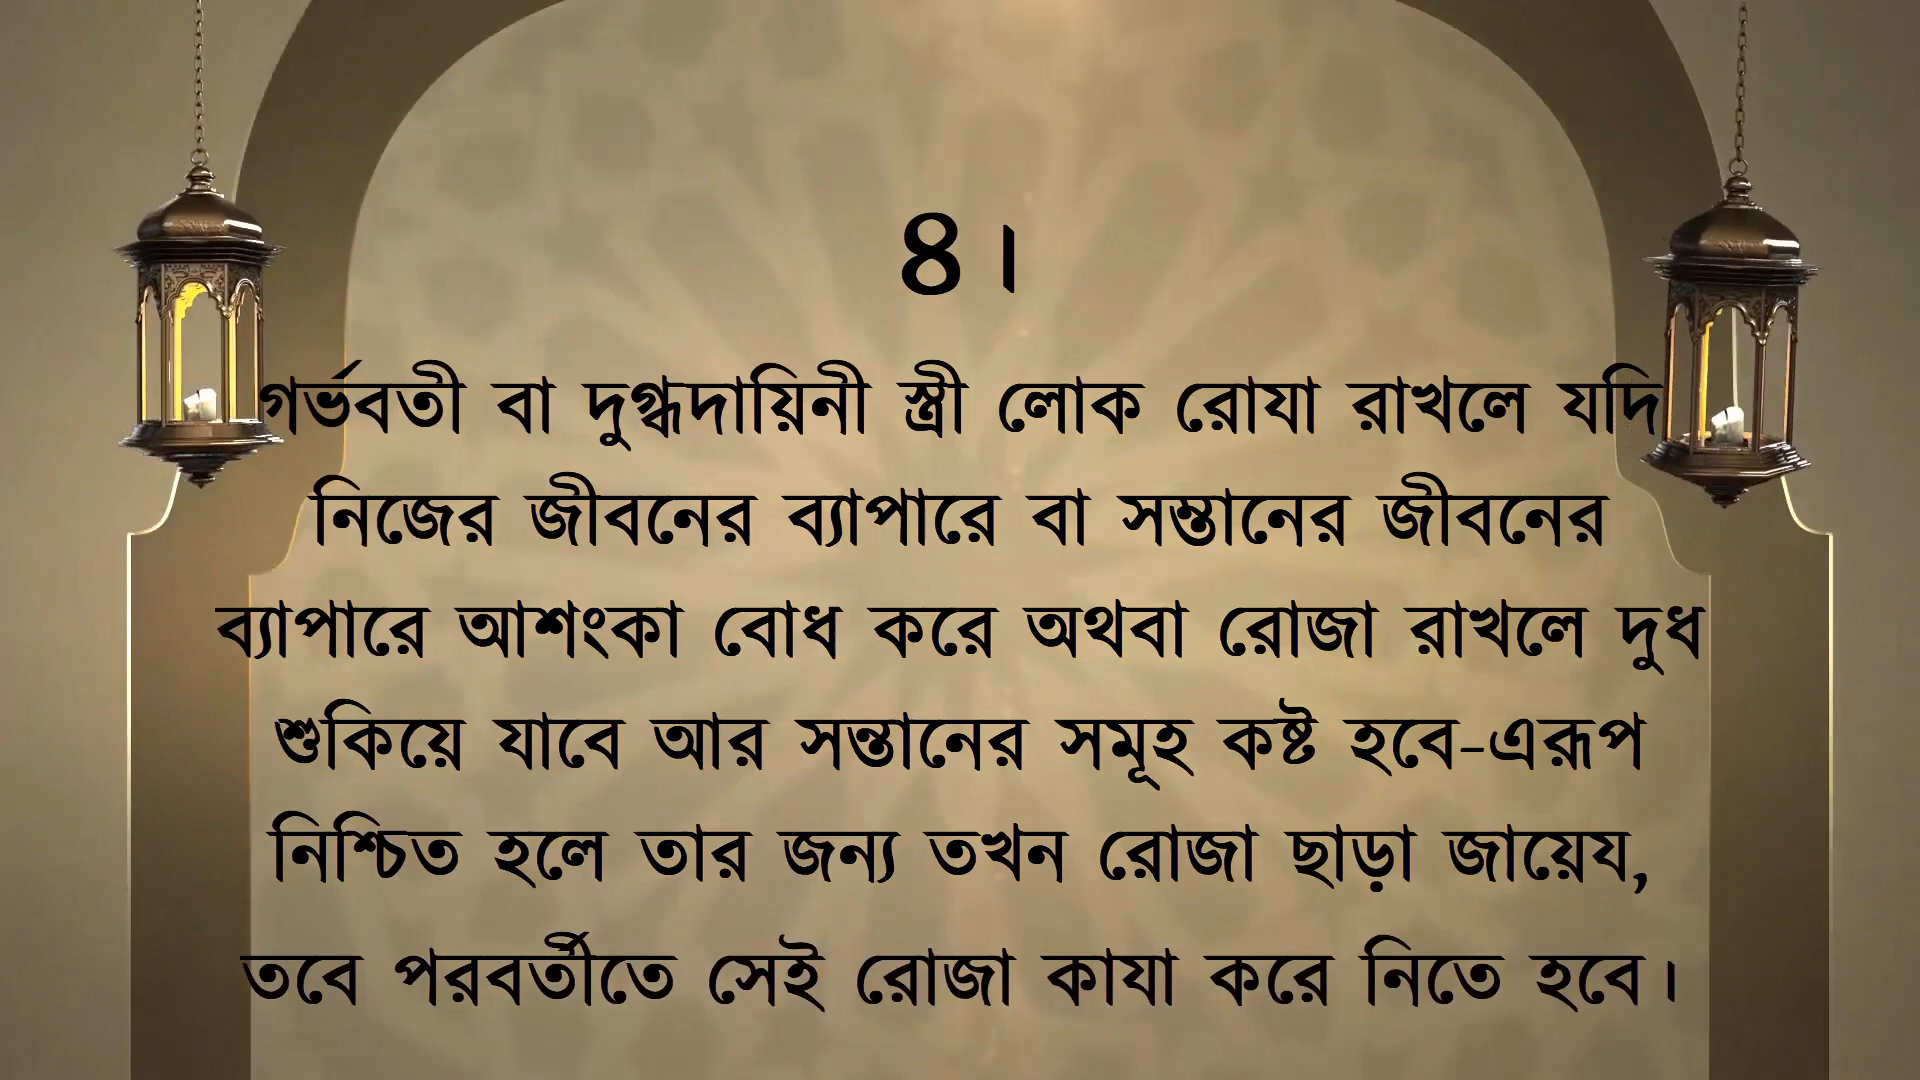 ৪।
গর্ভবতী বা দুগ্ধদায়িনী স্ত্রী লোক রোযা রাখলে যদি
নিজের জীবনের ব্যাপারে বা সন্তানের জীবনের
ব্যাপারে আশংকা বোধ করে অথবা রোজা রাখলে দুধ
শুকিয়ে যাবে আর সন্তানের সমূহ কষ্ট হবে-এরূপ
নিশ্চিত হলে তার জন্য তখন রোজা ছাড়া জায়েয,
তবে পরবর্তীতে সেই রোজা কাযা করে নিতে হবে।